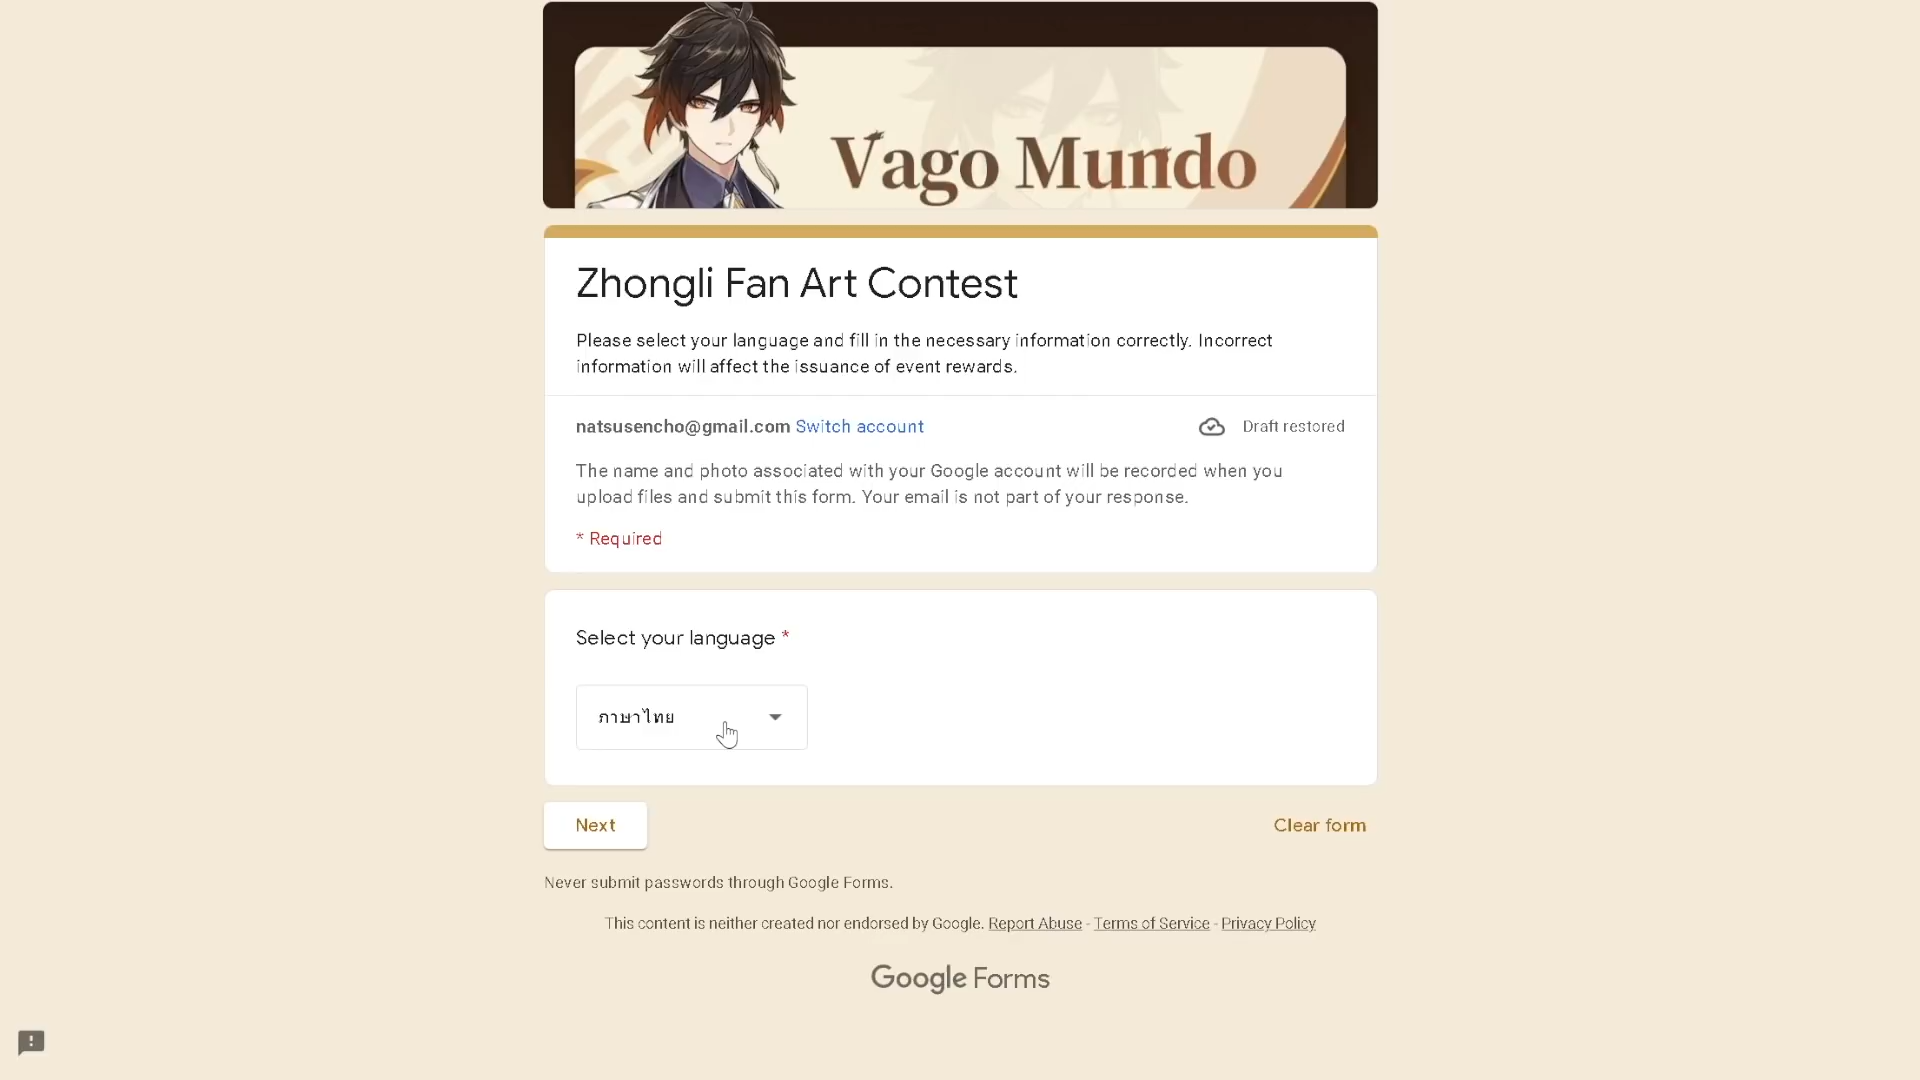 Vago Mundo
Zhongli Fan Art Contest
Please select your language and fill in the necessary information correctly. Incorrect
information will affect the issuance of event rewards.
natsusencho@gmail.com Switch account
Draft restored
The name and photo associated with your Google account will be recorded when you
upload files and submit this form. Your email is not part of your response.
* Required
Select your language *
ภาษาไทย
Next
Clear form
Never submit passwords through Google Forms.
This content is neither created nor endorsed by Google. Report Abuse - Terms of Service - Privacy Policy
Google Forms